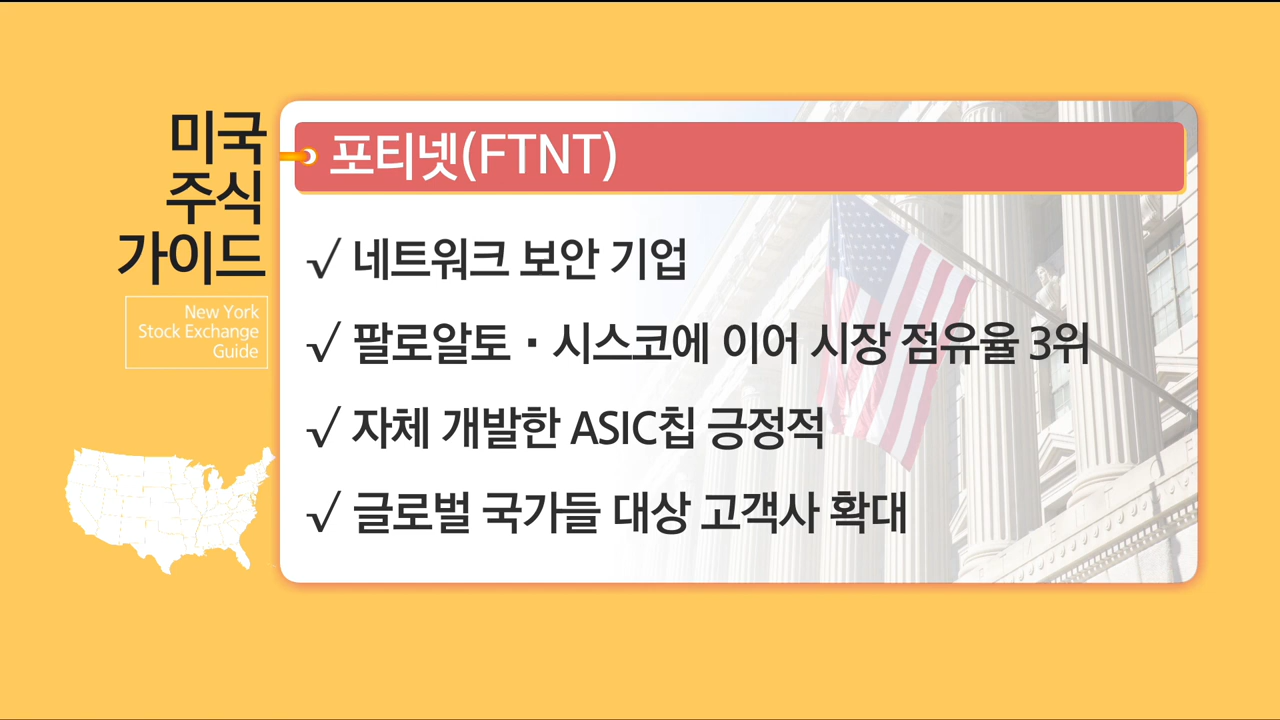 미국
주식
가이드
New York
Stock Exchange
Guide
포티넷(FTNT)
✓ 네트워크 보안 기업
✓ 팔로알토·시스코에 이어 시장 점유율 3위
✓ 자체 개발한 ASIC칩 긍정적
✓ 글로벌 국가들 대상 고객사 확대